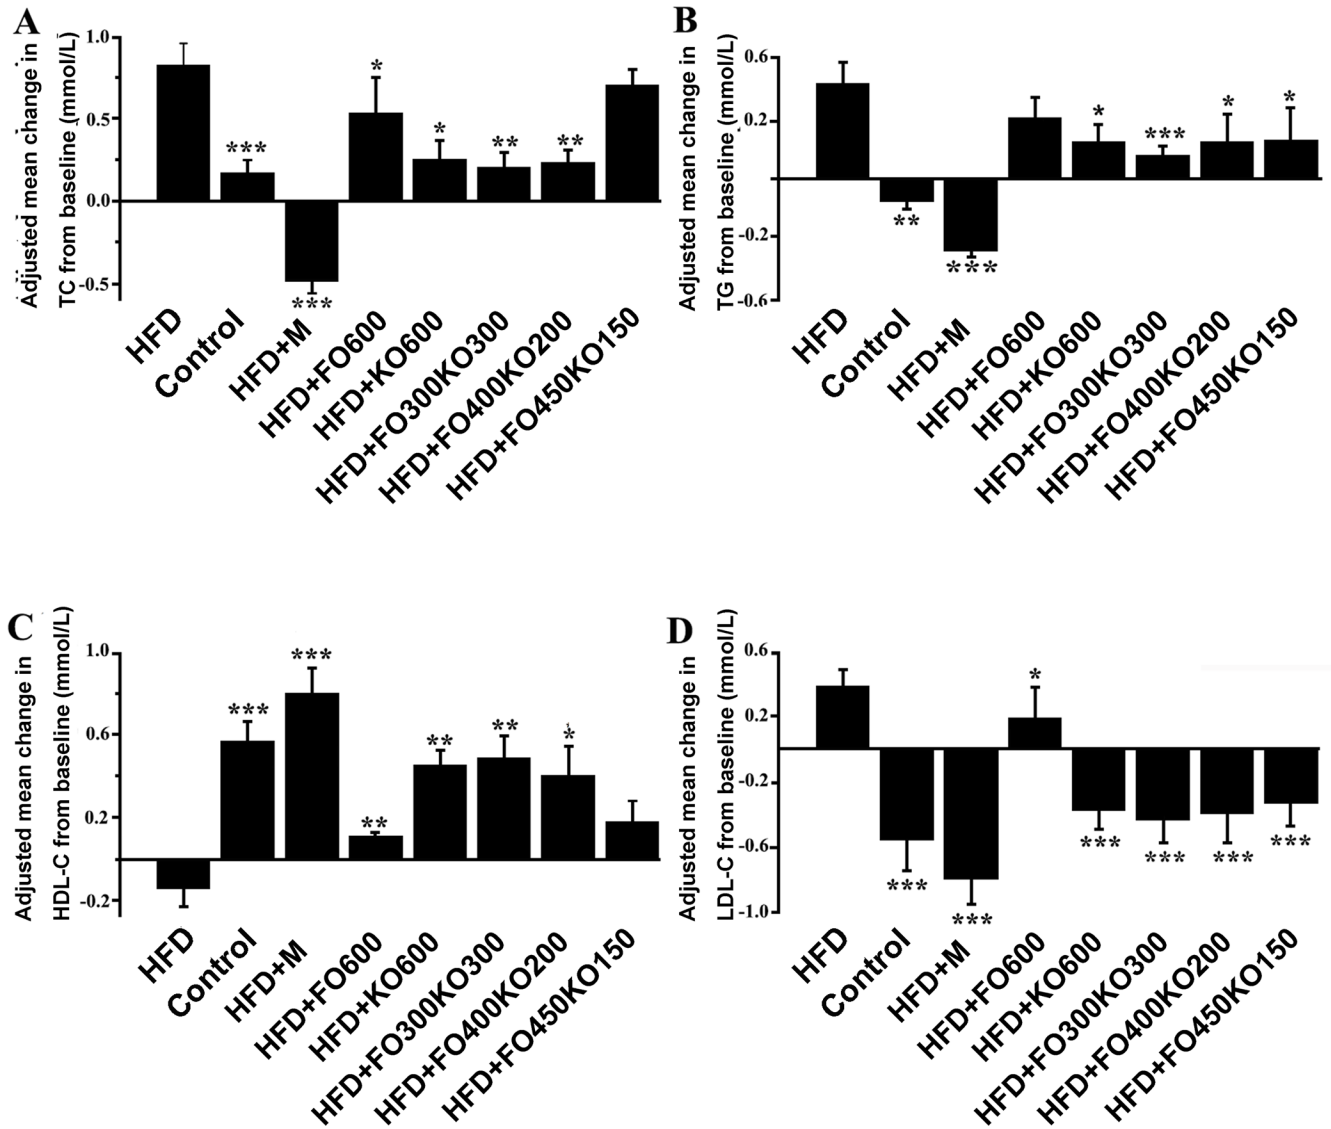 A
Adjusted mean change in
TC from baseline (mmol/L)
1.0
0.5
0.0
-0.5
***
***
*
*
**
**
HFD
Control
HFD+M
HFD+FO600
HFD+KO600
HFD+FO300KO300
HFD+FO400KO200
HFD+FO450KO150
B
Adjusted mean change in
TG from baseline (mmol/L)
0.6
0.2
-0.2
-0.6
**
***
*
***
*
*
HFD
Control
HFD+M
HFD+FO600
HFD+KO600
HFD+FO300KO300
HFD+FO400KO200
HFD+FO450KO150
C
Adjusted mean change in
HDL-C from baseline (mmol/L)
1.0
0.6
0.2
-0.2
***
***
**
**
**
*
HFD
Control
HFD+M
HFD+FO600
HFD+KO600
HFD+FO300KO300
HFD+FO400KO200
HFD+FO450KO150
D
Adjusted mean change in
LDL-C from baseline (mmol/L)
0.6
0.2
-0.2
-0.6
-1.0
***
***
*
***
***
***
***
HFD
Control
HFD+M
HFD+FO600
HFD+KO600
HFD+FO300KO300
HFD+FO400KO200
HFD+FO450KO150